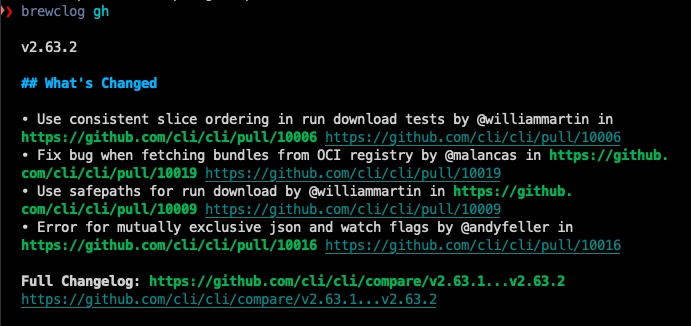 ❯ brewclog gh
v2.63.2
## What's Changed
• Use consistent slice ordering in run download tests by @williammartin in
https://github.com/cli/cli/pull/10006 https://github.com/cli/cli/pull/10006
• Fix bug when fetching bundles from OCI registry by @malancas in https://github.
com/cli/cli/pull/10019 https://github.com/cli/cli/pull/10019
• Use safepaths for run download by @williammartin in https://github.
com/cli/cli/pull/10009 https://github.com/cli/cli/pull/10009
• Error for mutually exclusive json and watch flags by @andyfeller in
https://github.com/cli/cli/pull/10016 https://github.com/cli/cli/pull/10016
Full Changelog: https://github.com/cli/cli/compare/v2.63.1...v2.63.2
https://github.com/cli/cli/compare/v2.63.1...v2.63.2